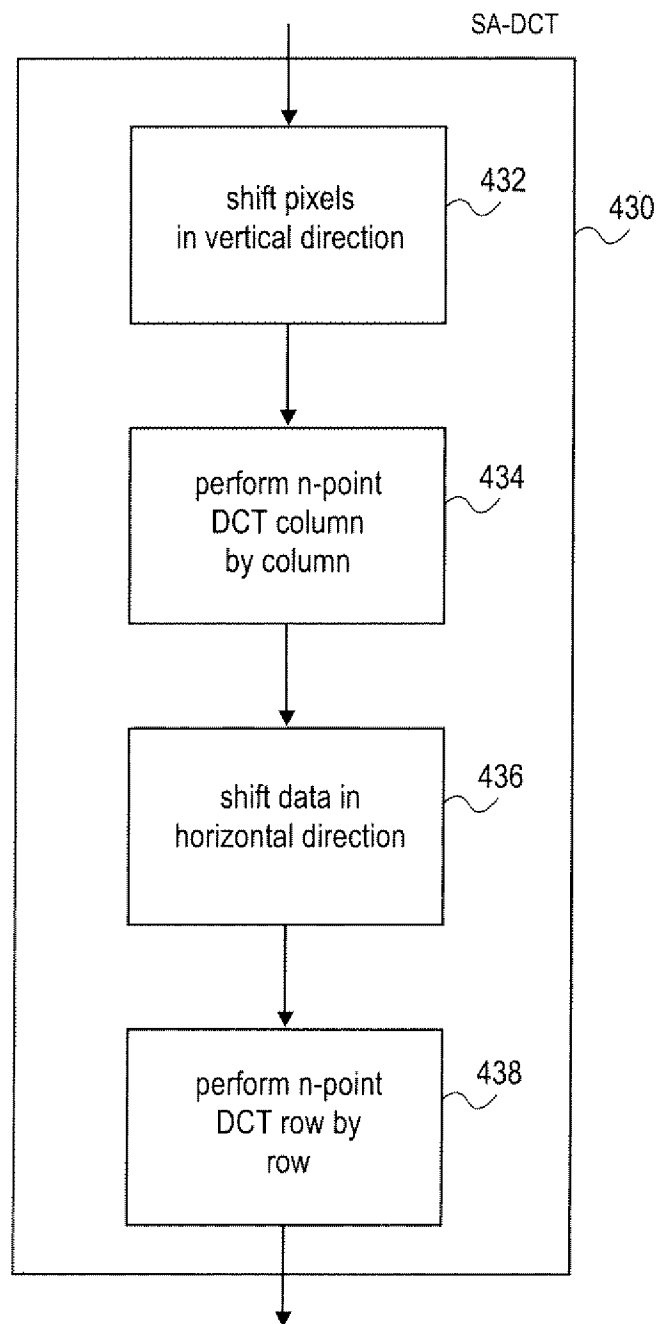 SA-DCT
shift pixels
in vertical direction
432
430
perform n-point
DCT column
by column
434
shift data in
horizontal direction
436
perform n-point
DCT row by
row
438